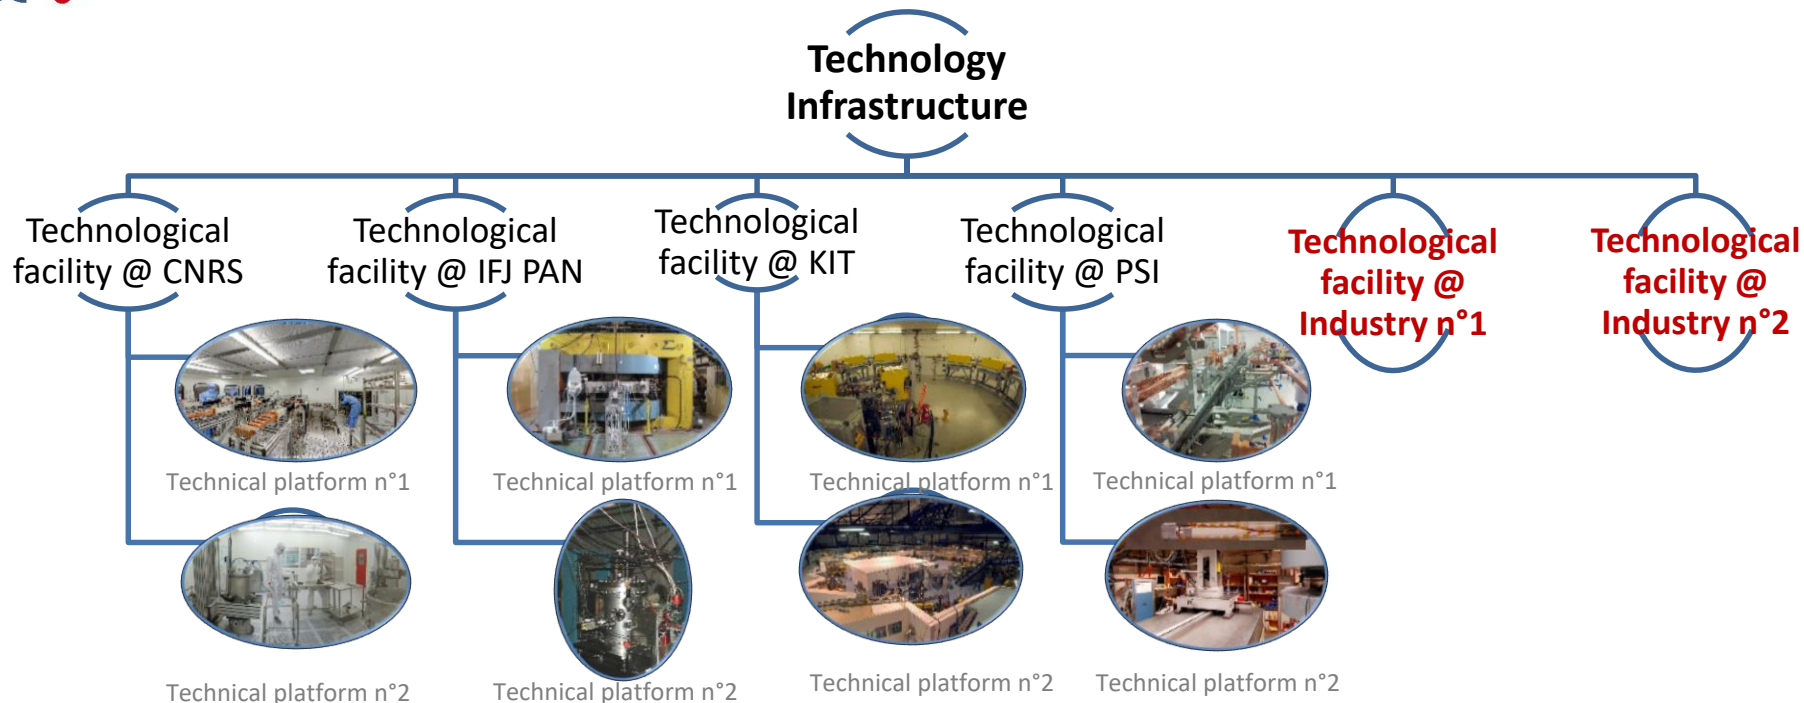 Technology
Infrastructure
Technological
facility @ CNRS
Technological
facility @ IFJ PAN
Technological
facility @ KIT
Technological
facility @ PSI
Technological
facility @
Industry n°1
Technological
facility @
Industry n°2
Technical platform n°1
Technical platform n°1
Technical platform n°1
Technical platform n°1
Technical platform n°2
Technical platform n°2
Technical platform n°2
Technical platform n°2